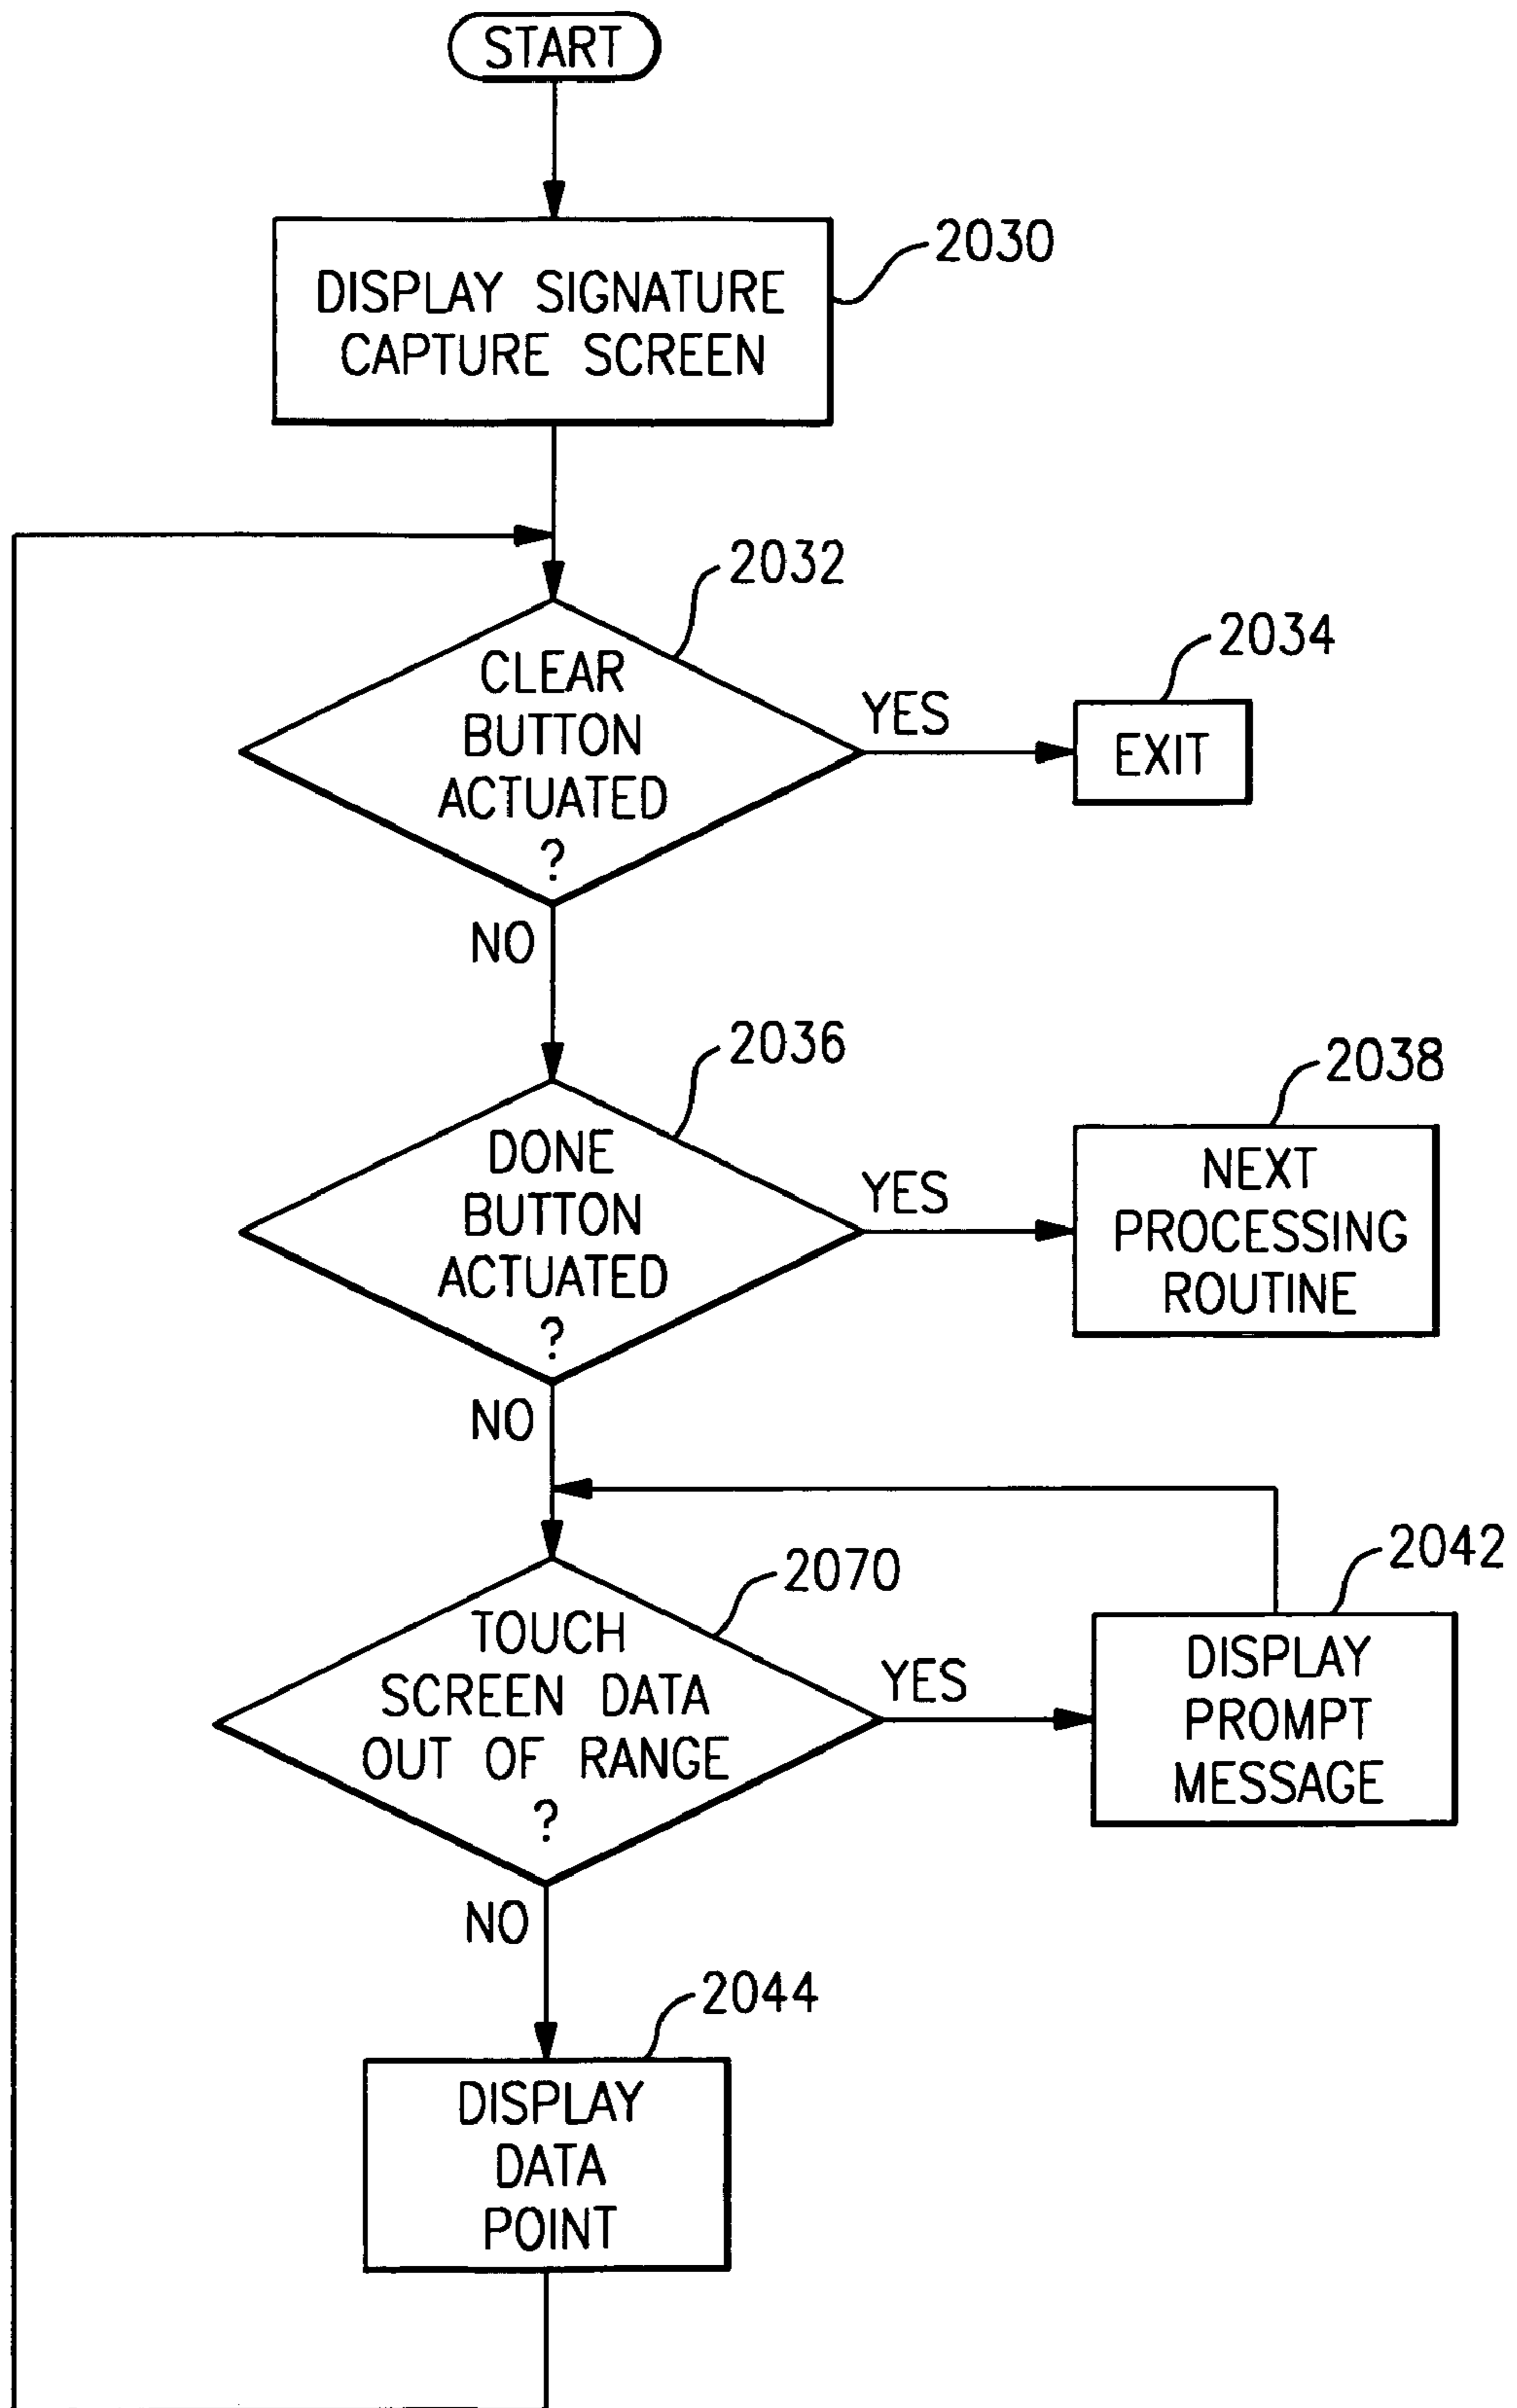 START
2030
DISPLAY SIGNATURE
CAPTURE SCREEN
2032
CLEAR
BUTTON
ACTUATED
?
YES
2034
EXIT
NO
2036
DONE
BUTTON
ACTUATED
?
YES
2038
NEXT
PROCESSING
ROUTINE
NO
2070
TOUCH
SCREEN DATA
OUT OF RANGE
?
YES
2042
DISPLAY
PROMPT
MESSAGE
NO
2044
DISPLAY
DATA
POINT